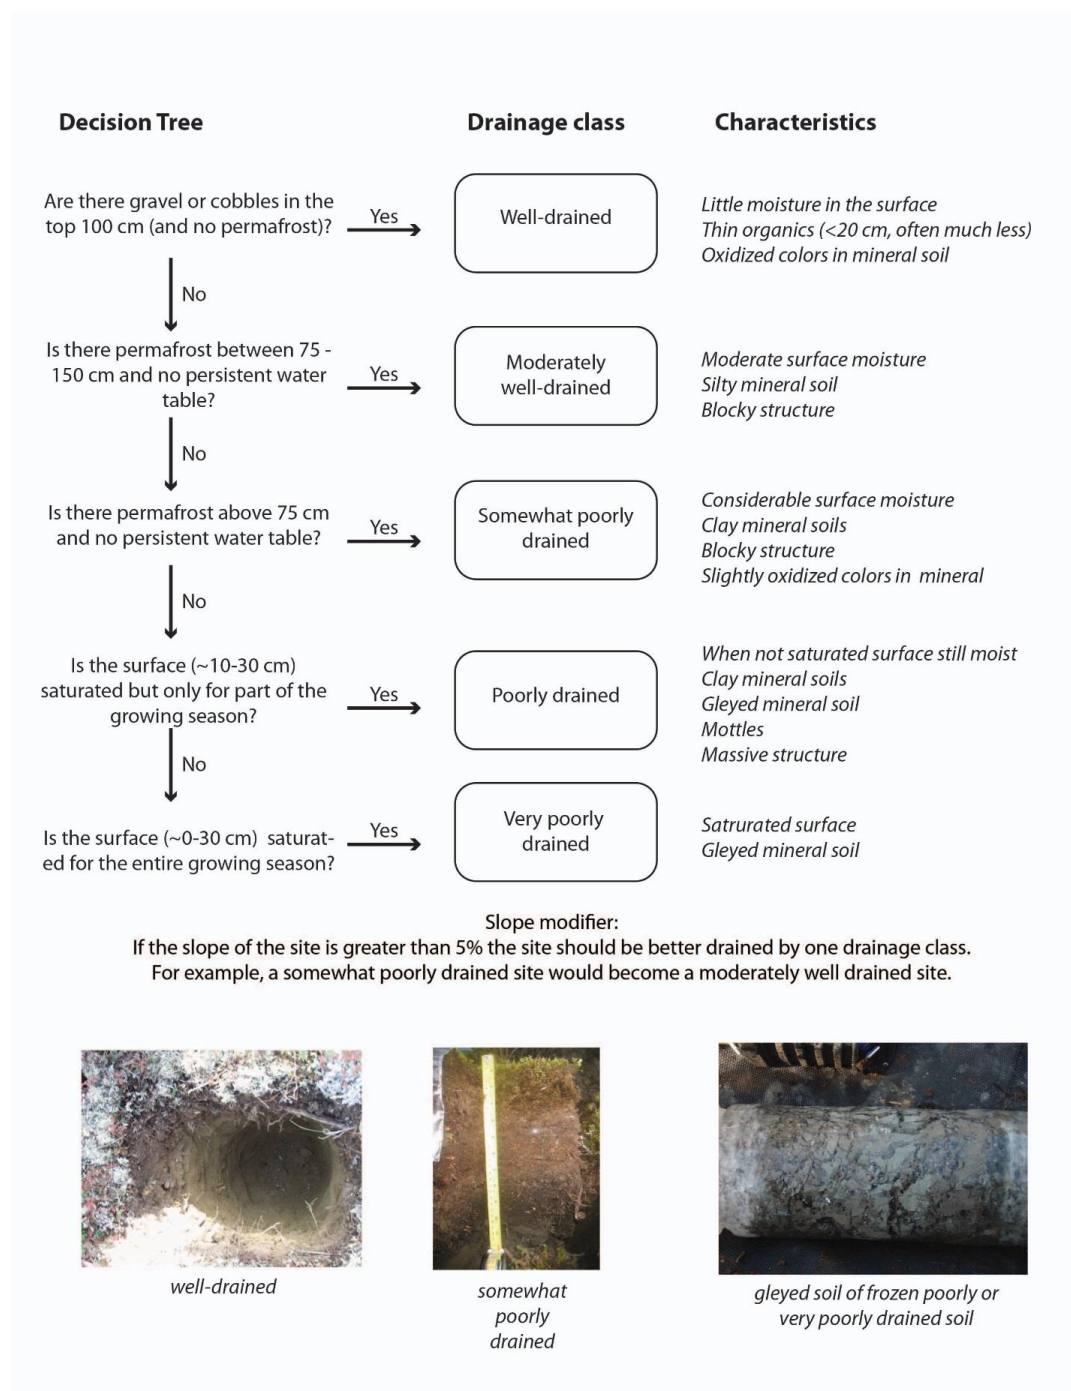 Decision Tree
Drainage class
Characteristics
Are there gravel or cobbles in the
top 100 cm (and no permafrost)?
Yes
Well-drained
Little moisture in the surface
Thin organics (<20 cm, often much less)
Oxidized colors in mineral soil
No
Is there permafrost between 75 -
150 cm and no persistent water
table?
Yes
Moderately
well-drained
Moderate surface moisture
Silty mineral soil
Blocky structure
No
Is there permafrost above 75 cm
and no persistent water table?
Yes
Somewhat poorly
drained
Considerable surface moisture
Clay mineral soils
Blocky structure
Slightly oxidized colors in mineral
No
Is the surface (~10-30 cm)
saturated but only for part of the
growing season?
Yes
Poorly drained
When not saturated surface still moist
Clay mineral soils
Gleyed mineral soil
Mottles
Massive structure
No
Is the surface (~0-30 cm) saturat-
ed for the entire growing season?
Yes
Very poorly
drained
Satrurated surface
Gleyed mineral soil
Slope modifier:
If the slope of the site is greater than 5% the site should be better drained by one drainage class.
For example, a somewhat poorly drained site would become a moderately well drained site.
well-drained
somewhat
poorly
drained
gleyed soil of frozen poorly or
very poorly drained soil